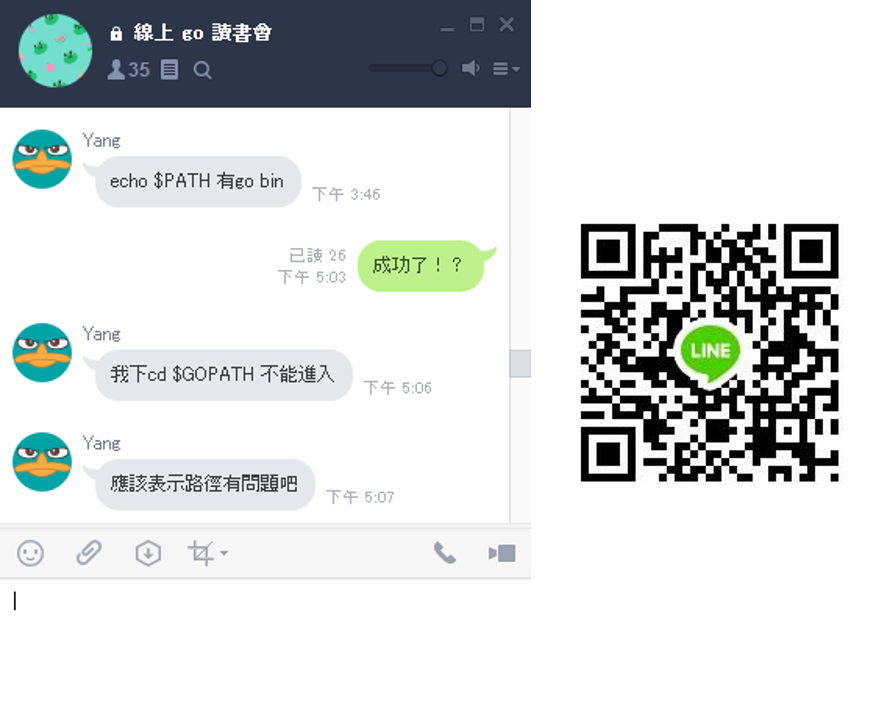 線上 go 讀書會
35
Yang
echo $PATH 有go bin
下午 3:46
已讀 26
下午 5:03
成功了！？
Yang
我下cd $GOPATH 不能進入
下午 5:06
Yang
應該表示路徑有問題吧
下午 5:07
LINE